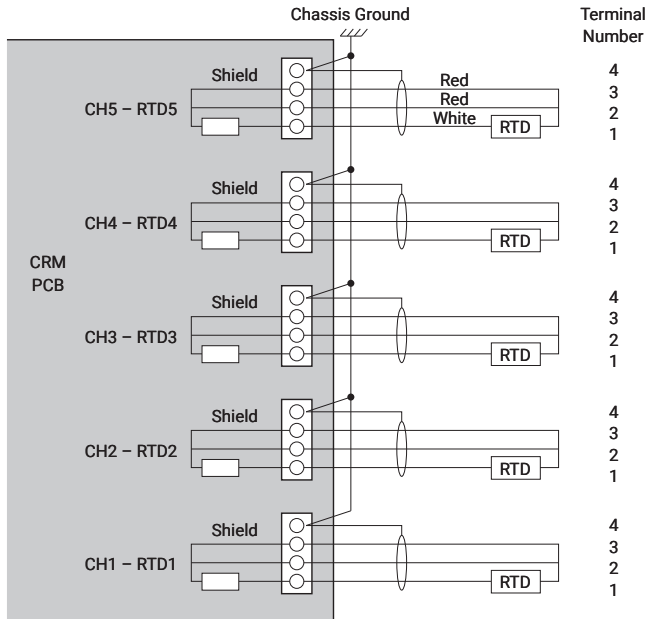 Chassis Ground
Terminal
Number
Shield
4
Red
3
CH5 – RTD5
Red
2
White
RTD
1
Shield
4
3
CH4 – RTD4
2
RTD
1
CRM
PCB
Shield
4
3
CH3 – RTD3
2
RTD
1
Shield
4
3
CH2 – RTD2
2
RTD
1
Shield
4
3
CH1 – RTD1
2
RTD
1